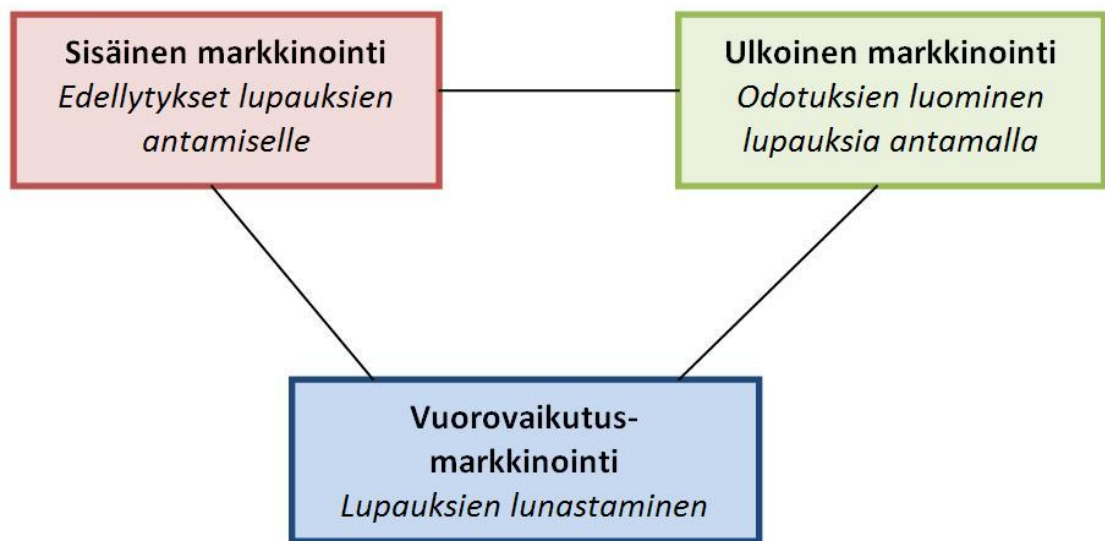 Sisäinen markkinointi
Edellytykset lupauksien
antamiselle
Ulkoinen markkinointi
Odotuksien luominen
lupauksia antamalla
Vuorovaikutus-
markkinointi
Lupauksien lunastaminen